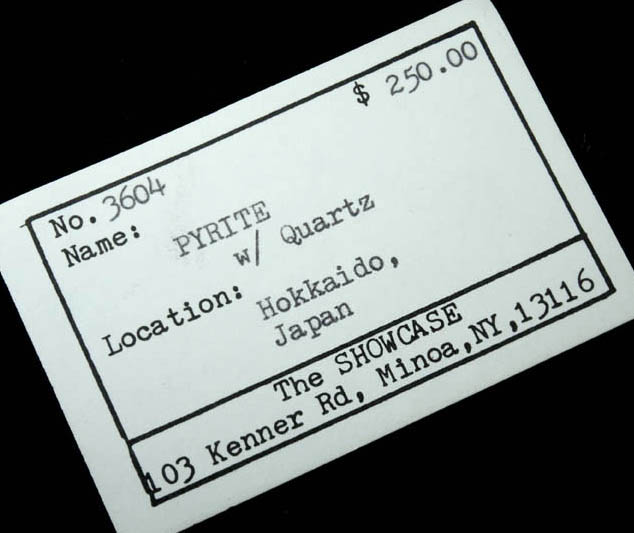 $ 250.00
No. 3604
Name: PYRITE
w/ Quartz
Location: Hokkaido,
Japan
The SHOWCASE
103 Kenner Rd, Minoa,NY,13116